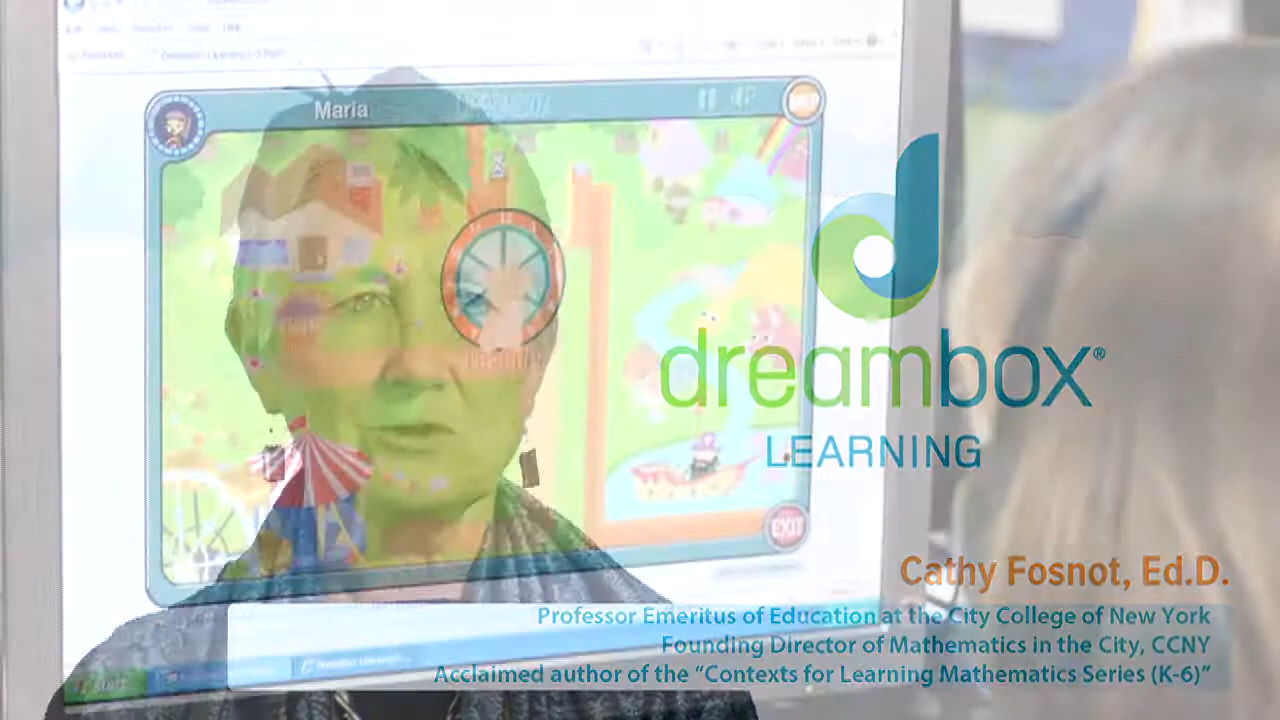 Maria
EXIT
dreambox®
LEARNING
Cathy Fosnot, Ed.D.
Professor Emeritus of Education at the City College of New York
Founding Director of Mathematics in the City, CCNY
Acclaimed author of the “Contexts for Learning Mathematics Series (K-6)”